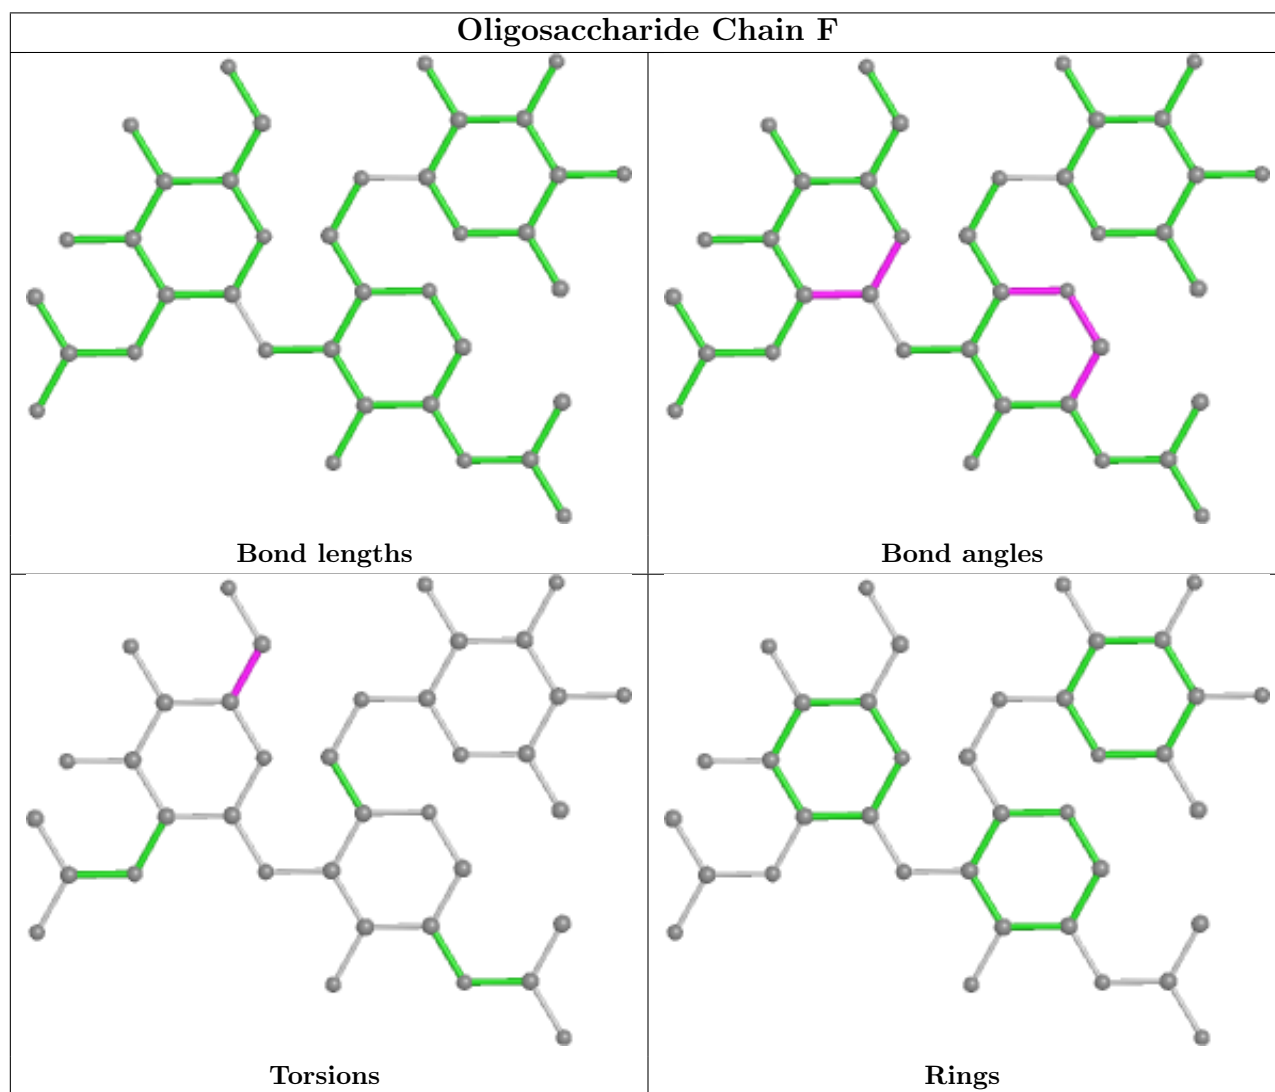 Oligosaccharide Chain F
Bond lengths
Bond angles
Torsions
Rings